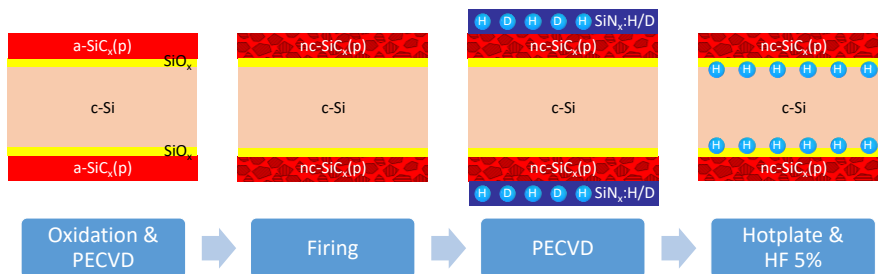 a-SiCₓ(p)
SiOₓ
c-Si
SiOₓ
a-SiCₓ(p)
nc-SiCₓ(p)
c-Si
nc-SiCₓ(p)
H D H D H SiNₓ:H/D
nc-SiCₓ(p)
c-Si
nc-SiCₓ(p)
H D H D H SiNₓ:H/D
nc-SiCₓ(p)
H H H H H H
c-Si
H H H H H H
nc-SiCₓ(p)
Oxidation &
PECVD
Firing
PECVD
Hotplate &
HF 5%